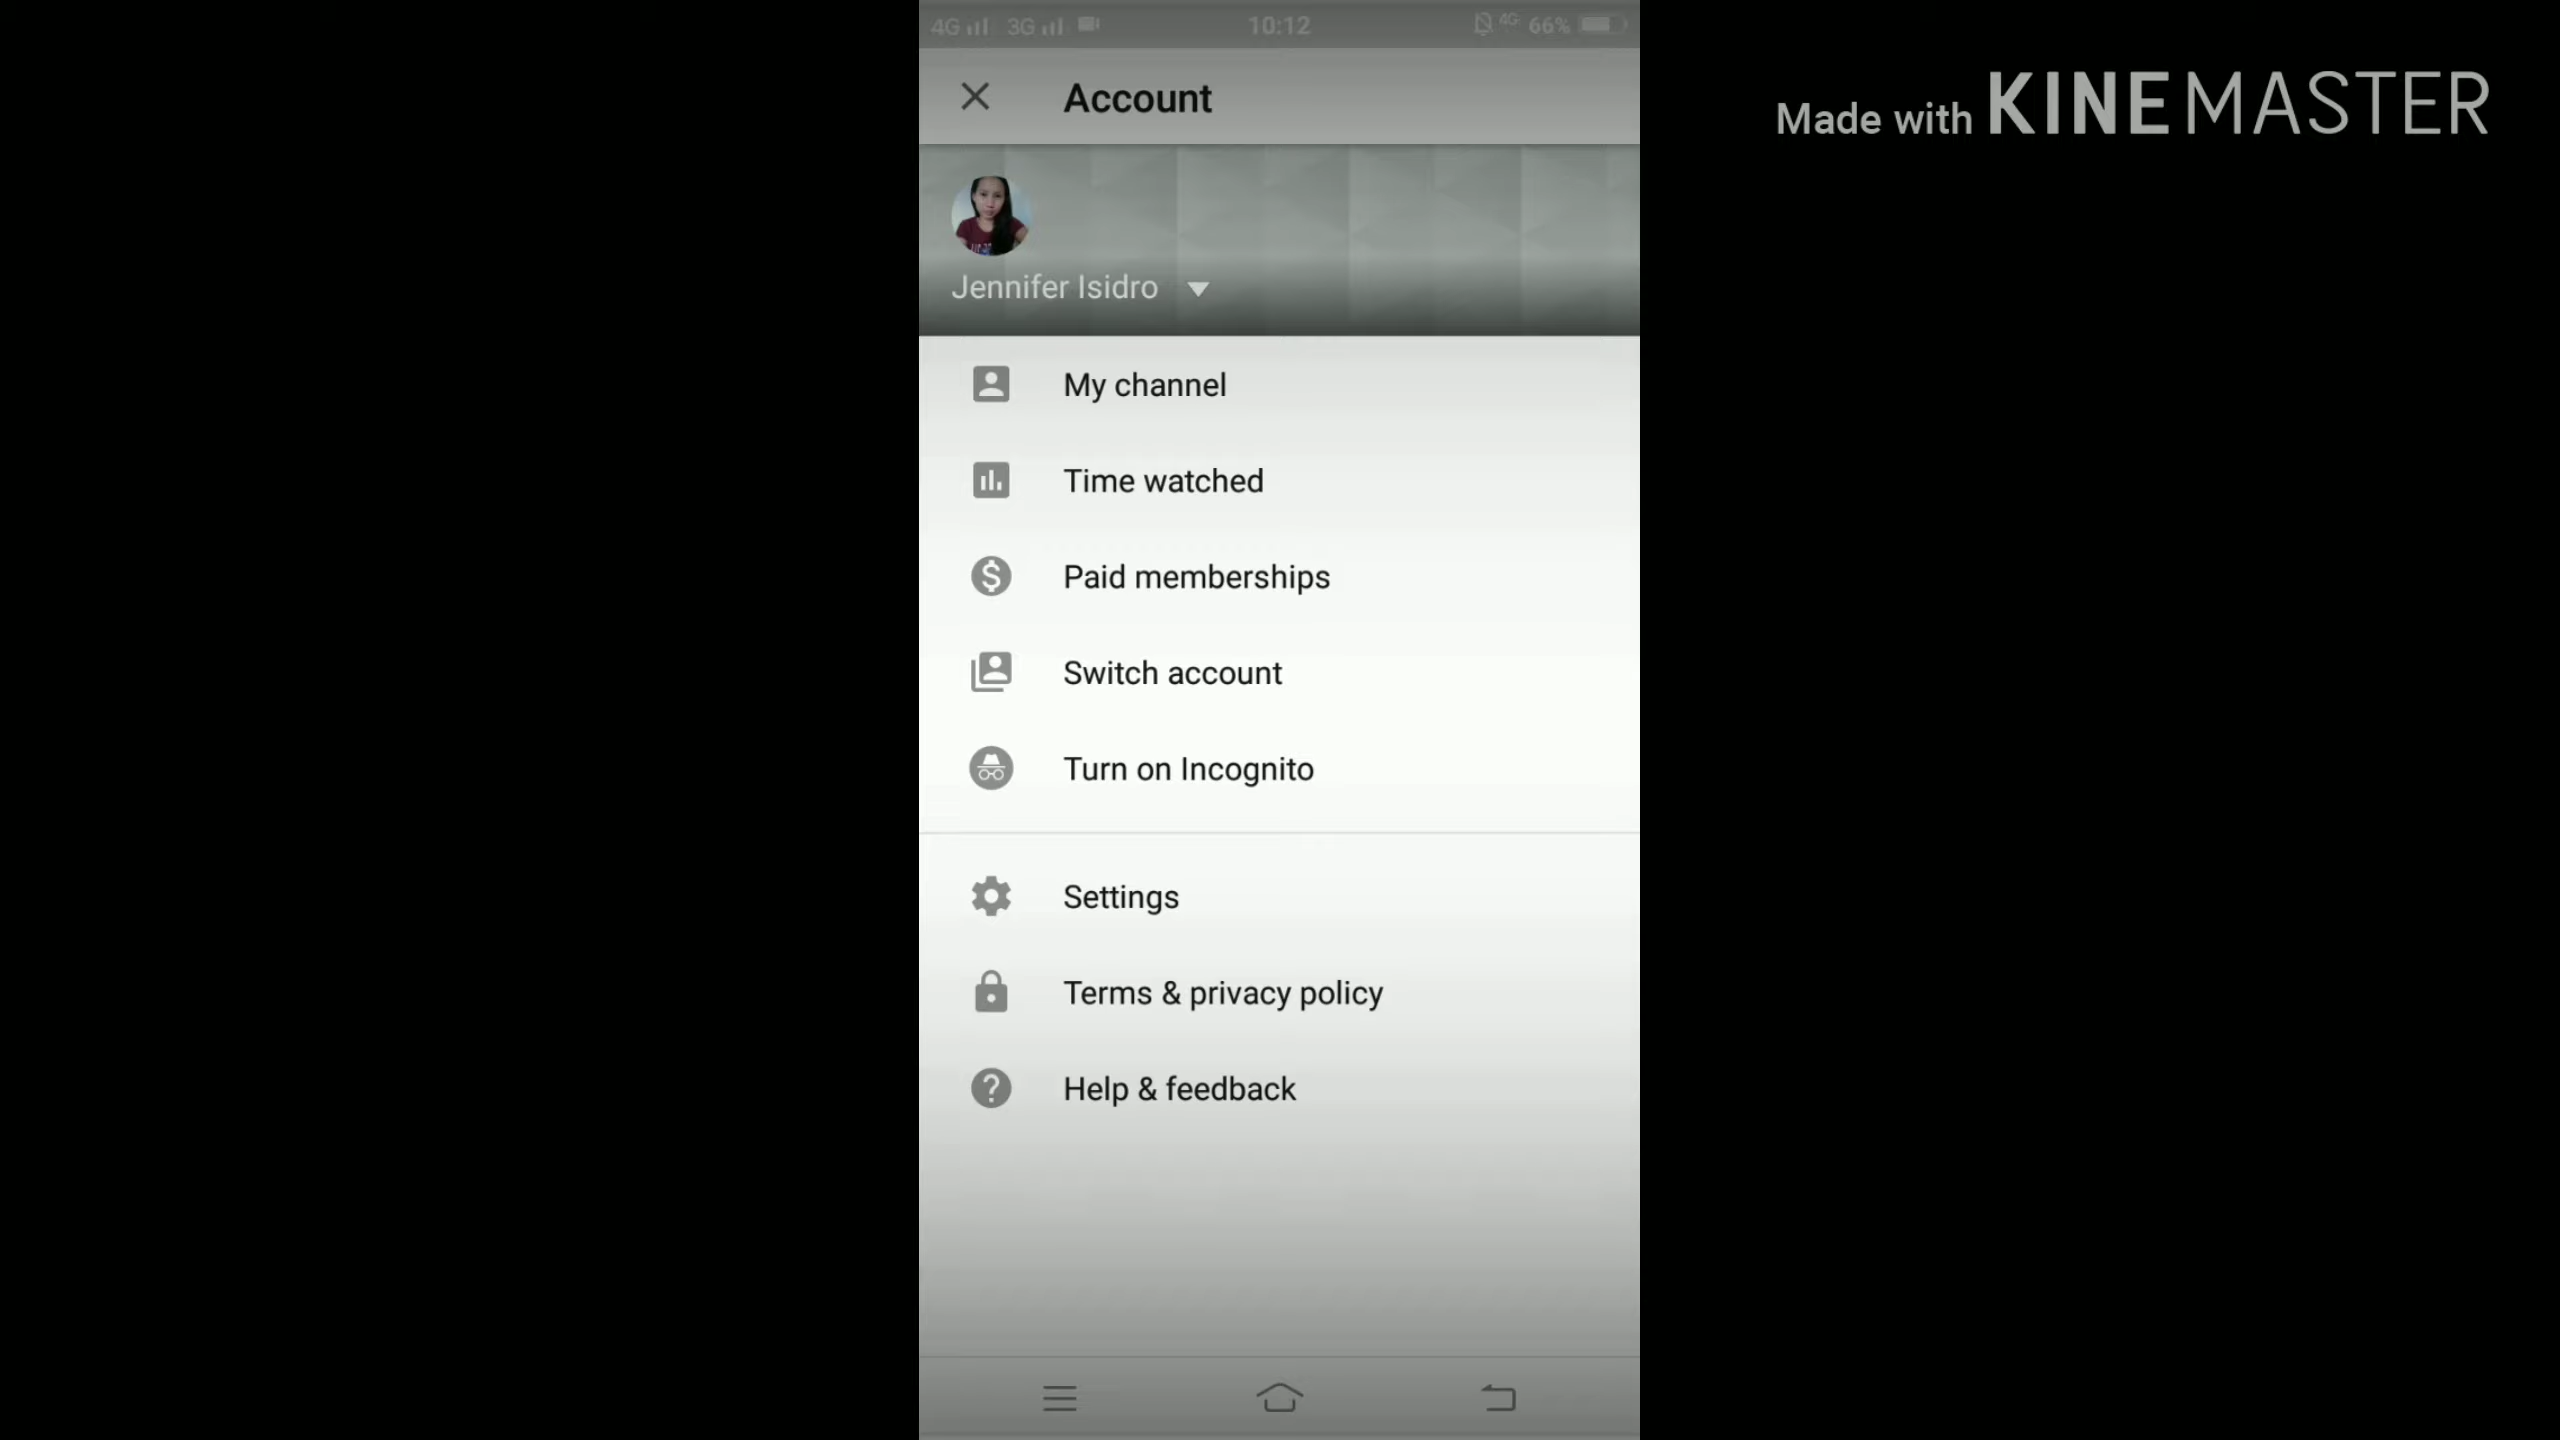 4G 3G 10:12 4G 66%
Account
Made with KINEMASTER
Jennifer Isidro
My channel
Time watched
Paid memberships
Switch account
Turn on Incognito
Settings
Terms & privacy policy
Help & feedback